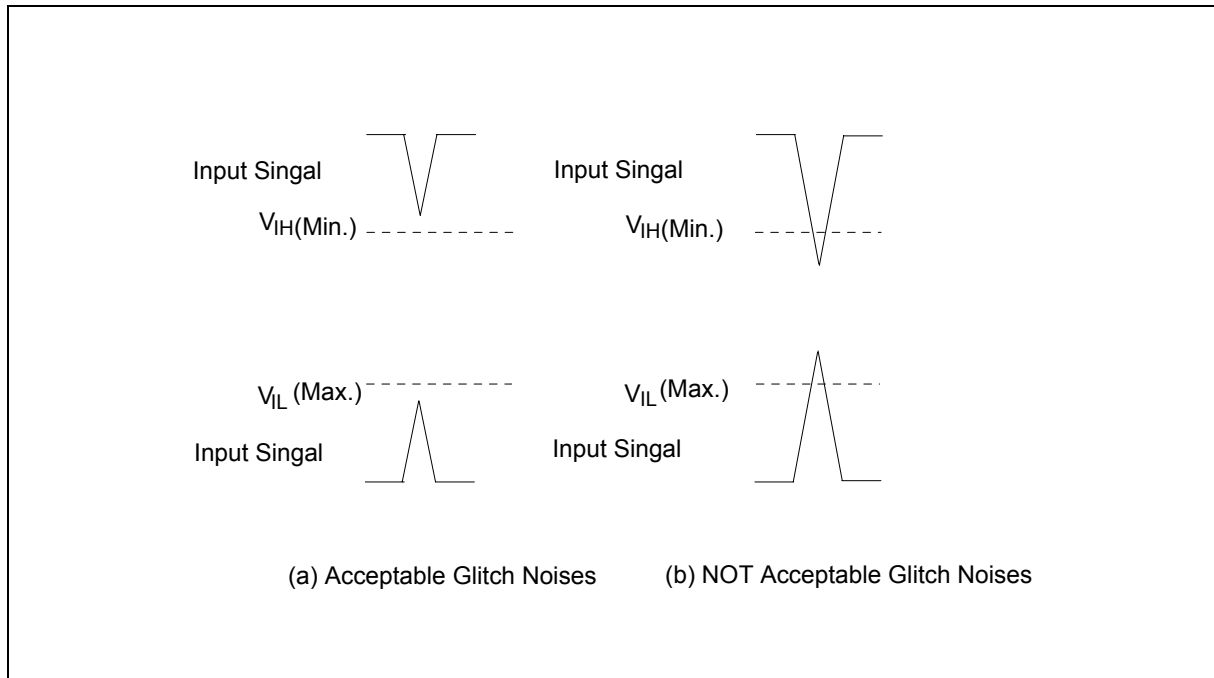 Input Singal
Input Singal
VIH(Min.)
VIH(Min.)
VIL (Max.)
VIL (Max.)
Input Singal
Input Singal
(a) Acceptable Glitch Noises
(b) NOT Acceptable Glitch Noises